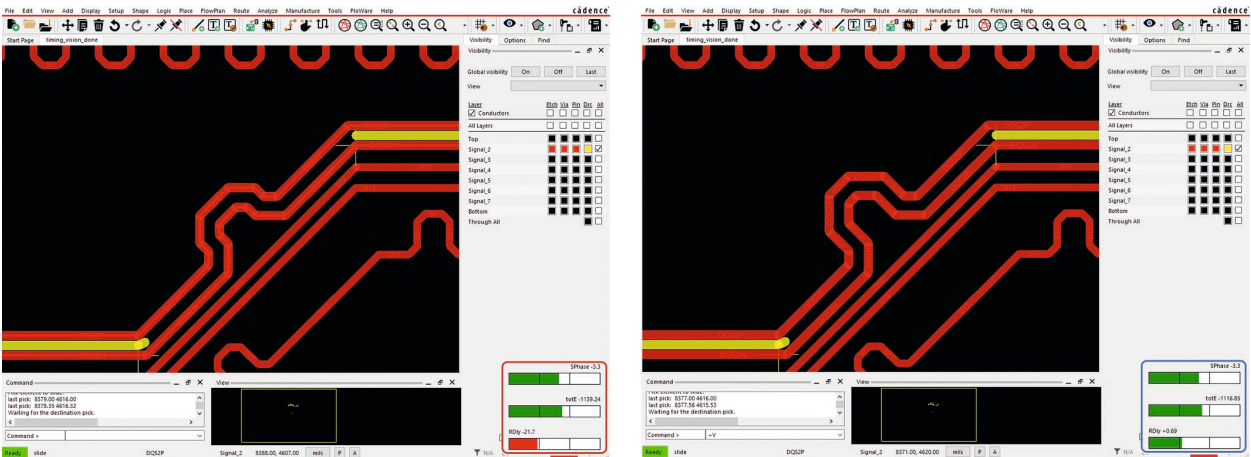 File Edit View Add Display Setup Shape Logic Place FlowPlan Route Analyze Manufacture Tools FloWare Help
cādence
Start Page timing_vision_done
Visibility Options Find
Visibility
Global visibility On Off Last
View
Layer Etch Via Pin Drc All
Conductors
All Layers
Top
Signal_2
Signal_3
Signal_4
Signal_5
Signal_6
Signal_7
Bottom
Through All
DQS2P
Command
last pick: 8379.00 4616.00
last pick: 8378.35 4616.32
Waiting for the destination pick.
Command >
View
SPhase -3.3
totE -1139.24
RDly -21.7
Ready slide DQS2P Signal_2 8388.00, 4607.00 mils P A N/A
File Edit View Add Display Setup Shape Logic Place FlowPlan Route Analyze Manufacture Tools FloWare Help
cādence
Start Page timing_vision_done
Visibility Options Find
Visibility
Global visibility On Off Last
View
Layer Etch Via Pin Drc All
Conductors
All Layers
Top
Signal_2
Signal_3
Signal_4
Signal_5
Signal_6
Signal_7
Bottom
Through All
DQS2P
DQS2P
DQS2N
Command
last pick: 8377.00 4616.00
last pick: 8377.56 4615.53
Waiting for the destination pick.
Command > ~V
View
SPhase -3.3
totE -1116.85
RDly +0.69
Ready slide DQS2P Signal_2 8371.00, 4620.00 mils P A N/A